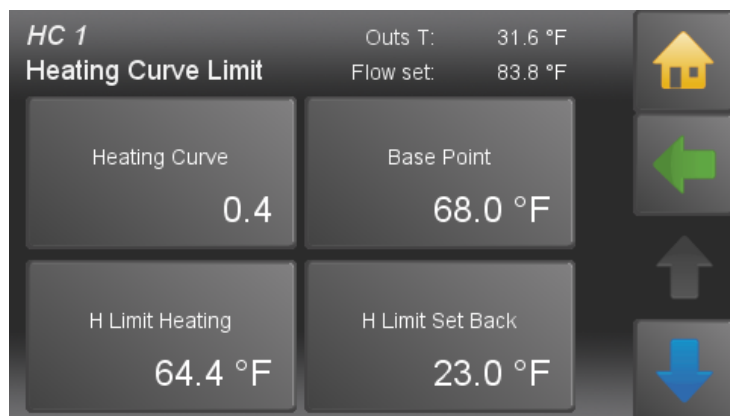 HC 1 Outs T: 31.6 °F
Heating Curve Limit Flow set: 83.8 °F
Heating Curve Base Point
0.4 68.0 °F
H Limit Heating H Limit Set Back
64.4 °F 23.0 °F